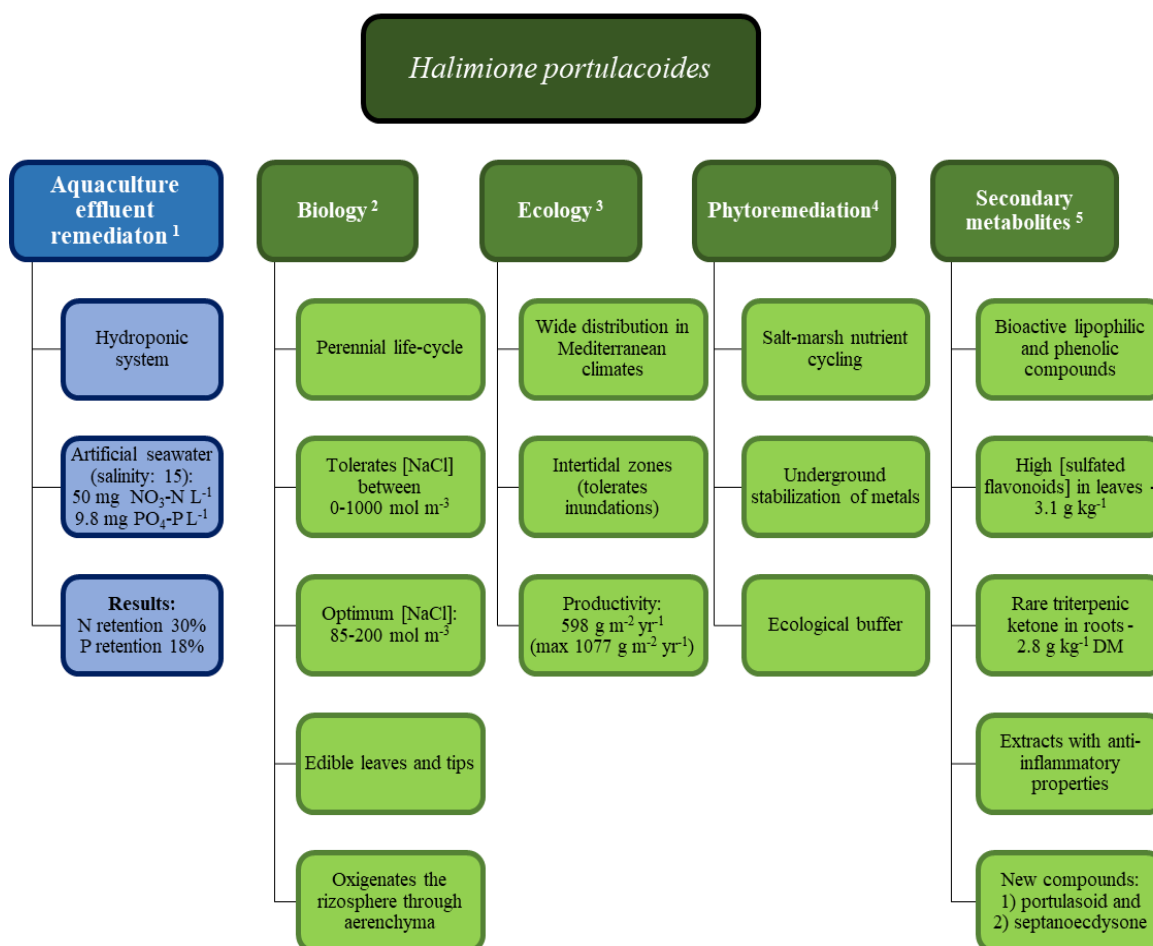 Halimione portulacoides
Aquaculture
effluent
remediaton ¹
Hydroponic
system
Artificial seawater
(salinity: 15):
50 mg NO₃-N L⁻¹
9.8 mg PO₄-P L⁻¹
Results:
N retention 30%
P retention 18%
Biology ²
Perennial life-cycle
Tolerates [NaCl]
between
0-1000 mol m⁻³
Optimum [NaCl]:
85-200 mol m⁻³
Edible leaves and tips
Oxigenates the
rizosphere through
aerenchyma
Ecology ³
Wide distribution in
Mediterranean
climates
Intertidal zones
(tolerates
inundations)
Productivity:
598 g m⁻² yr⁻¹
(max 1077 g m⁻² yr⁻¹)
Phytoremediation⁴
Salt-marsh nutrient
cycling
Underground
stabilization of metals
Ecological buffer
Secondary
metabolites ⁵
Bioactive lipophilic
and phenolic
compounds
High [sulfated
flavonoids] in leaves -
3.1 g kg⁻¹
Rare triterpenic
ketone in roots -
2.8 g kg⁻¹ DM
Extracts with anti-
inflammatory
properties
New compounds:
1) portulasoid and
2) septanoecdysone